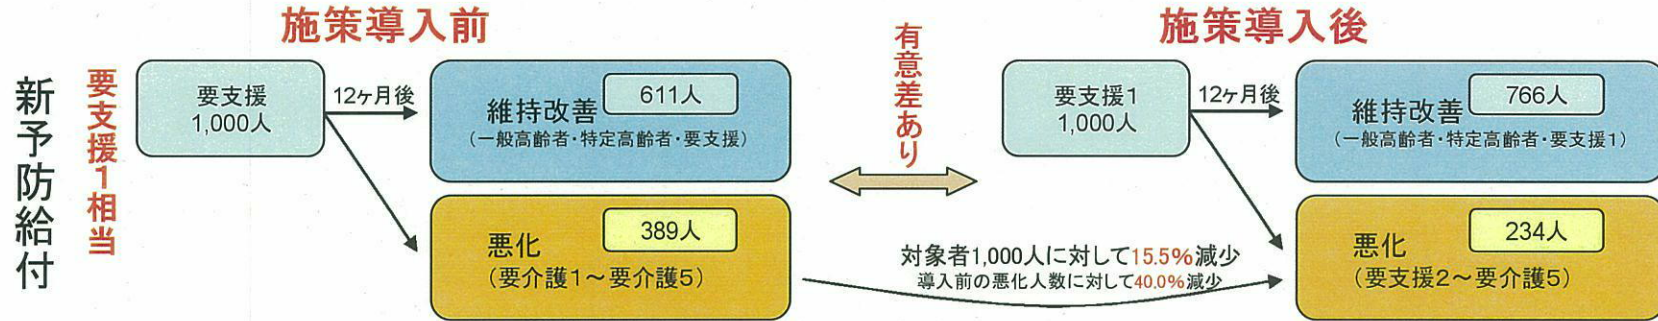 新予防給付
要支援1相当
施策導入前
要支援
1,000人
12ヶ月後
維持改善
611人
(一般高齢者・特定高齢者・要支援)
悪化
389人
(要介護1～要介護5)
有意差あり
対象者1,000人に対して15.5%減少
導入前の悪化人数に対して40.0%減少
施策導入後
要支援1
1,000人
12ヶ月後
維持改善
766人
(一般高齢者・特定高齢者・要支援1)
悪化
234人
(要支援2～要介護5)